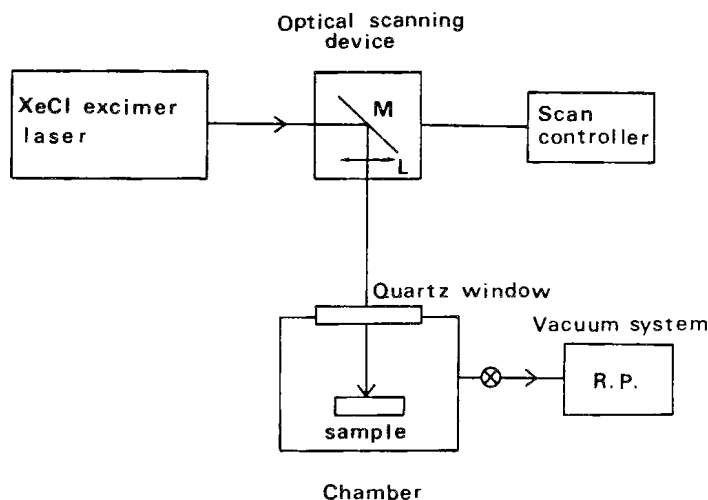 Optical scanning
device
XeCl excimer
laser
M
L
Scan
controller
Quartz window
Vacuum system
R.P.
sample
Chamber